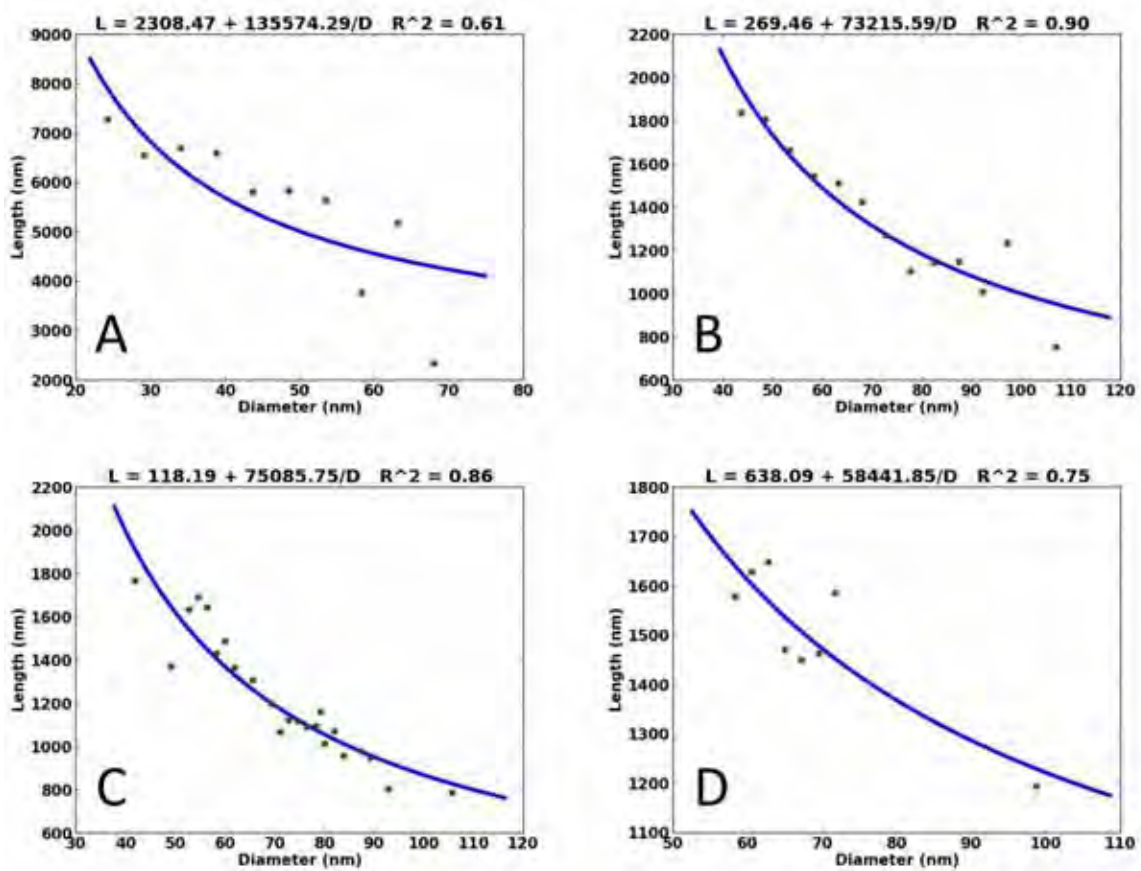 L = 2308.47 + 135574.29/D R^2 = 0.61
9000
8000
7000
6000
5000
4000
3000
2000
Length (nm)
A
20 30 40 50 60 70 80
Diameter (nm)
L = 269.46 + 73215.59/D R^2 = 0.90
2200
2000
1800
1600
1400
1200
1000
800
600
Length (nm)
B
30 40 50 60 70 80 90 100 110 120
Diameter (nm)
L = 118.19 + 75085.75/D R^2 = 0.86
2200
2000
1800
1600
1400
1200
1000
800
600
Length (nm)
C
30 40 50 60 70 80 90 100 110 120
Diameter (nm)
L = 638.09 + 58441.85/D R^2 = 0.75
1800
1700
1600
1500
1400
1300
1200
1100
Length (nm)
D
50 60 70 80 90 100 110
Diameter (nm)